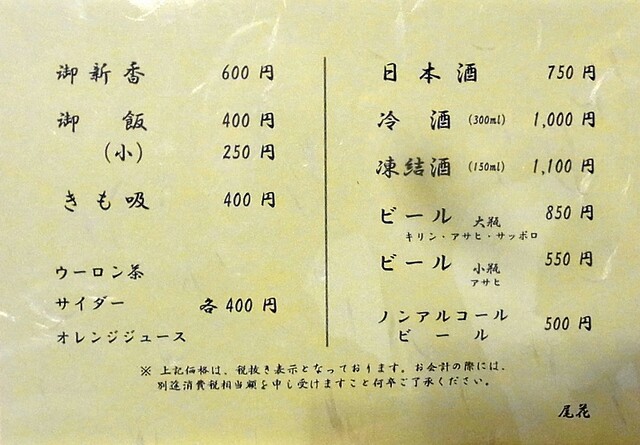 御新香 600円
御飯 400円
(小) 250円
きも吸 400円
ウーロン茶
サイダー 各400円
オレンジジュース
日本酒 750円
冷酒 (300ml) 1,000円
凍結酒 (150ml) 1,100円
ビール 大瓶 850円
キリン・アサヒ・サッポロ
ビール 小瓶 550円
アサヒ
ノンアルコール
ビール 500円
※ 上記価格は、税抜き表示となっております。お会計の際には、
別途消費税相当額を申し受けますこと何卒ご了承ください。
尾花